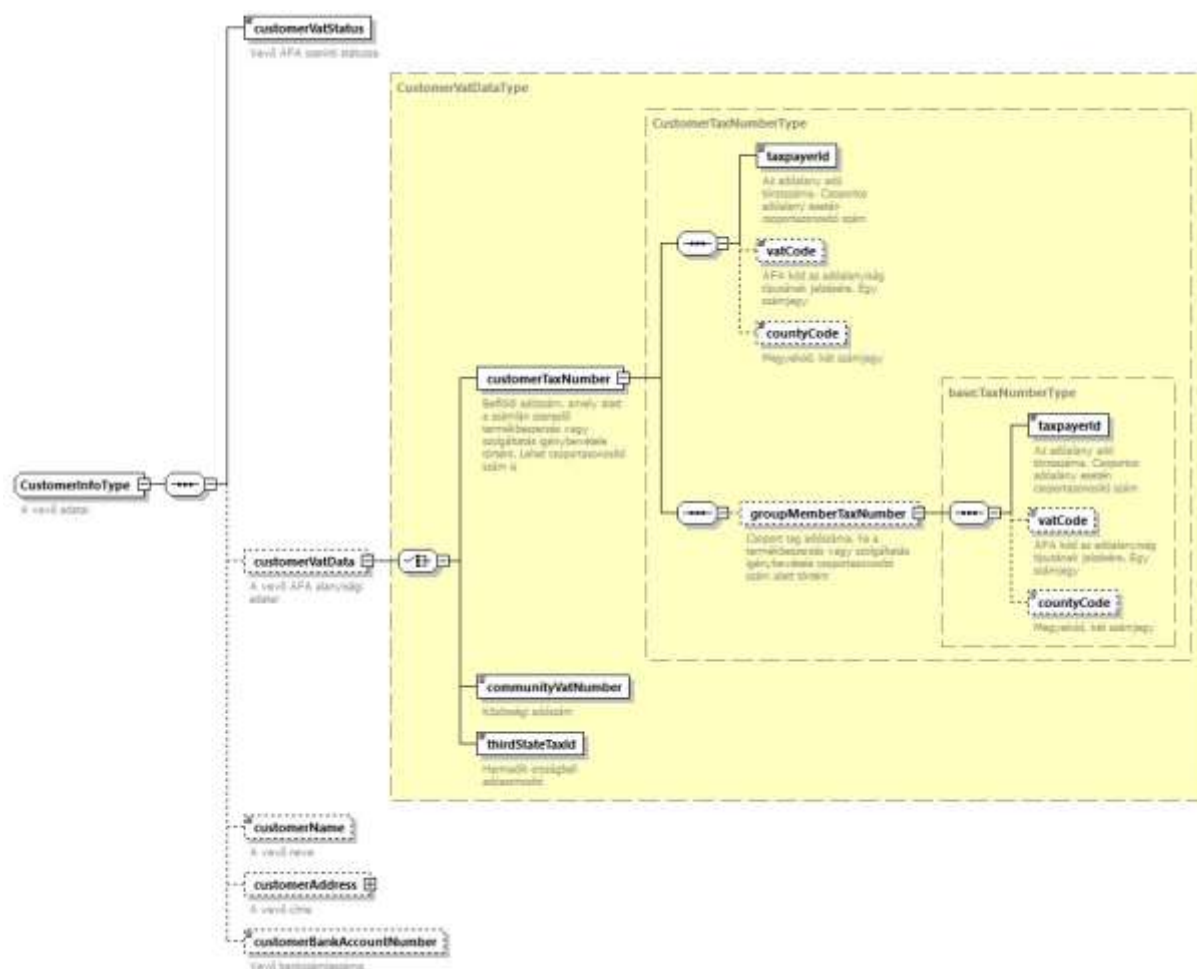 customerVatStatus
Vevő ÁFA szerinti státusza
CustomerVatDataType
CustomerTaxNumberType
taxpayerId
Az adóalany adó
törzsszáma. Csoportos
adóalany esetén
csoportazonosító szám
vatCode
ÁFA kód az adóalanyiság
típusának jelzésére. Egy
számjegy
countyCode
Megyekód, két számjegy
customerTaxNumber
Belföldi adószám, amely alatt
a számlán szereplő
termékbeszerzés vagy
szolgáltatás igénybevétele
történt. Lehet csoportazonosító
szám is
basicTaxNumberType
taxpayerId
Az adóalany adó
törzsszáma. Csoportos
adóalany esetén
csoportazonosító szám
groupMemberTaxNumber
Csoport tag adószáma, ha a
termékbeszerzés vagy szolgáltatás
igénybevétele csoportazonosító
szám alatt történt
vatCode
ÁFA kód az adóalanyiság
típusának jelzésére. Egy
számjegy
countyCode
Megyekód, két számjegy
CustomerInfoType
A vevő adatai
customerVatData
A vevő ÁFA alanyisági
adatai
communityVatNumber
Közösségi adószám
thirdStateTaxId
Harmadik országbeli
adóazonosító
customerName
A vevő neve
customerAddress
A vevő címe
customerBankAccountNumber
Vevő bankszámlaszáma